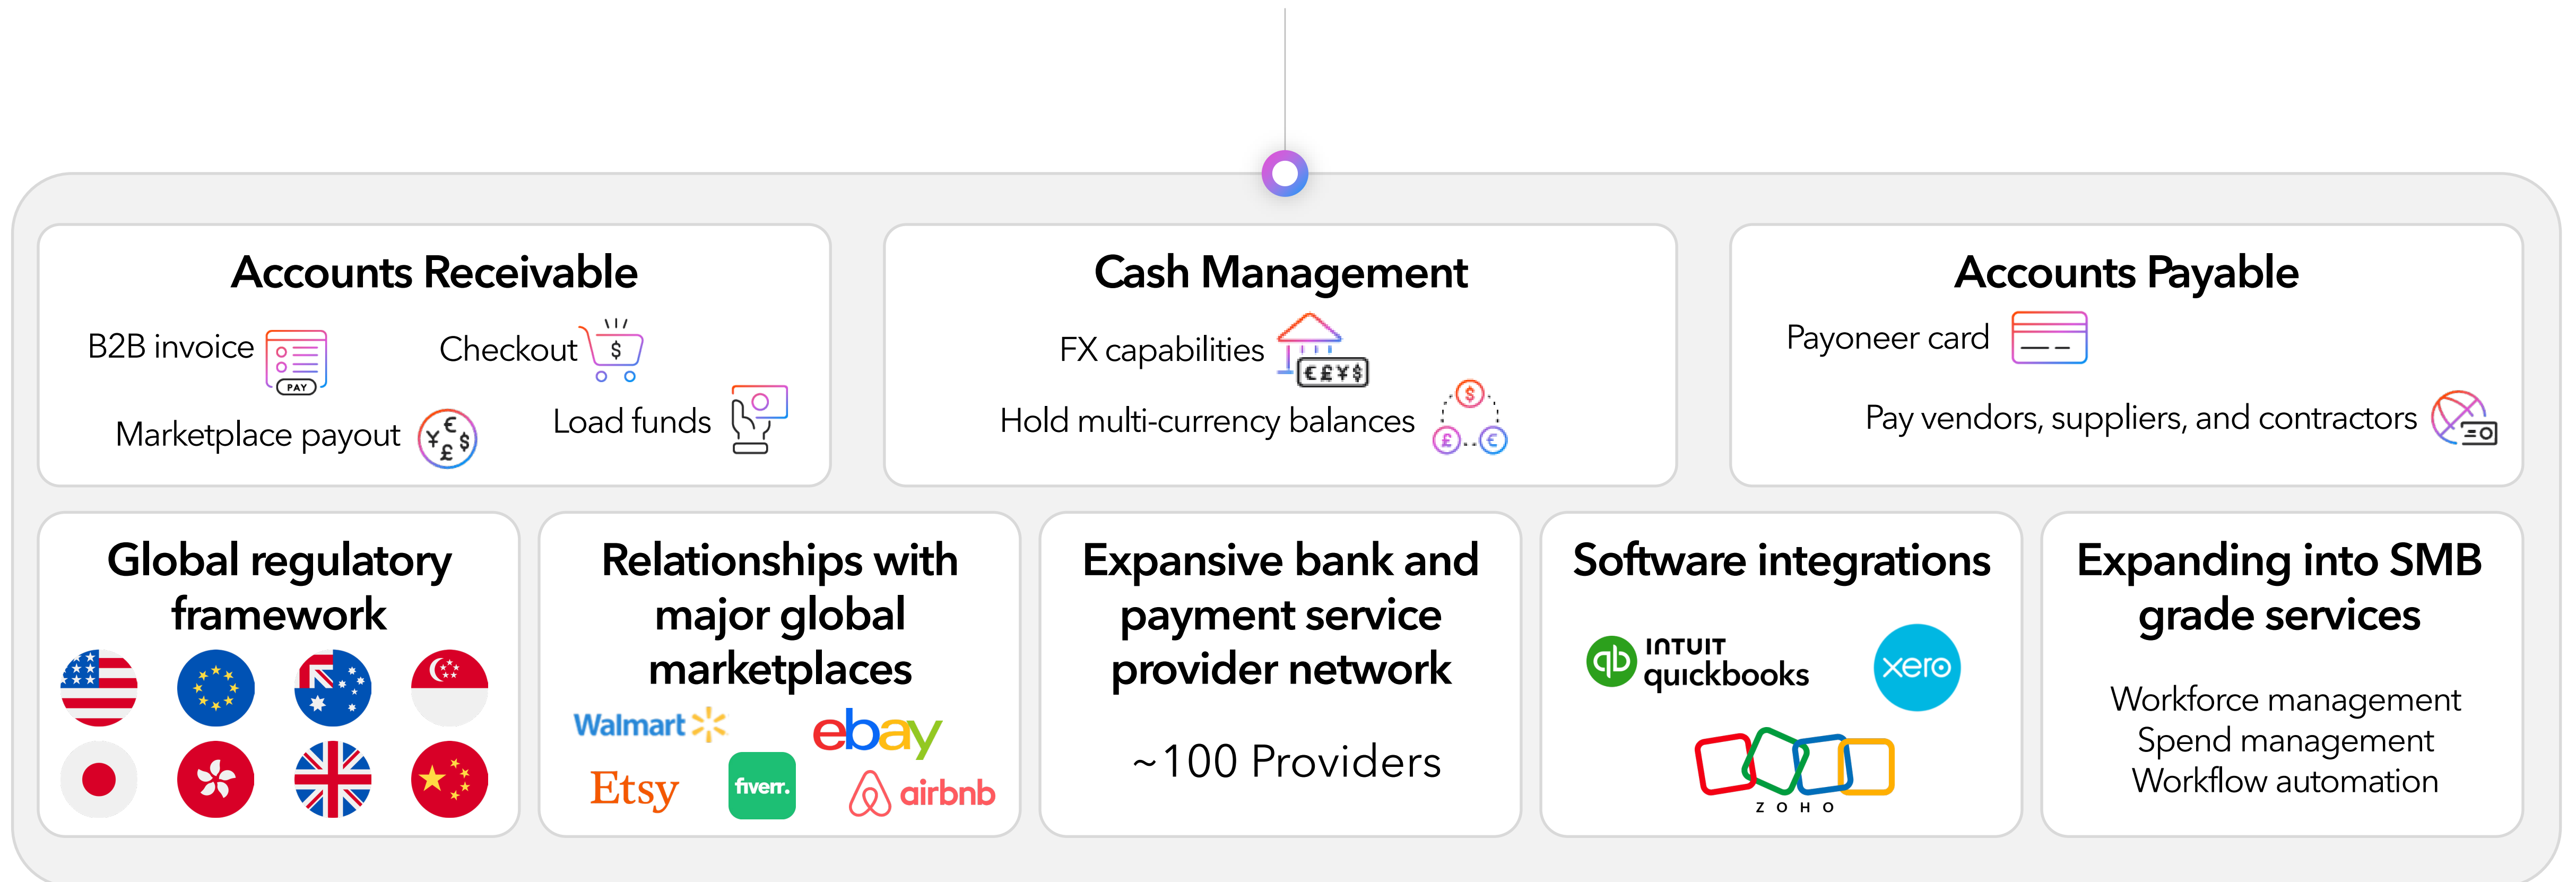 Accounts Receivable
B2B invoice
PAY
Checkout
$
Marketplace payout
¥ € $ £
Load funds
Cash Management
FX capabilities
€£¥$
Hold multi-currency balances
$
£
€
Accounts Payable
Payoneer card
Pay vendors, suppliers, and contractors
Global regulatory
framework
Relationships with
major global
marketplaces
Walmart
ebay
Etsy
fiverr.
airbnb
Expansive bank and
payment service
provider network
~100 Providers
Software integrations
qb
INTUIT
quickbooks
xero
ZOHO
Expanding into SMB
grade services
Workforce management
Spend management
Workflow automation